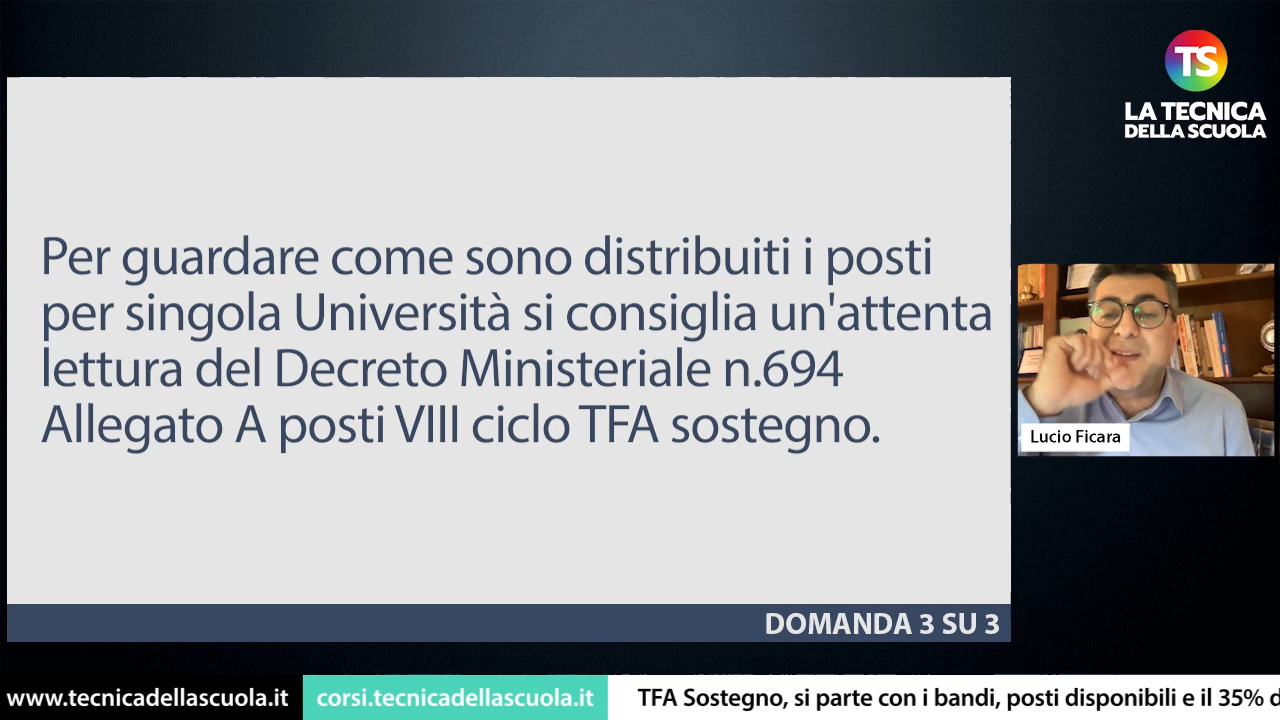 TS
LA TECNICA
DELLA SCUOLA
Per guardare come sono distribuiti i posti
per singola Università si consiglia un'attenta
lettura del Decreto Ministeriale n.694
Allegato A posti VIII ciclo TFA sostegno.
Lucio Ficara
DOMANDA 3 SU 3
www.tecnicadellascuola.it
corsi.tecnicadellascuola.it
TFA Sostegno, si parte con i bandi, posti disponibili e il 35% d